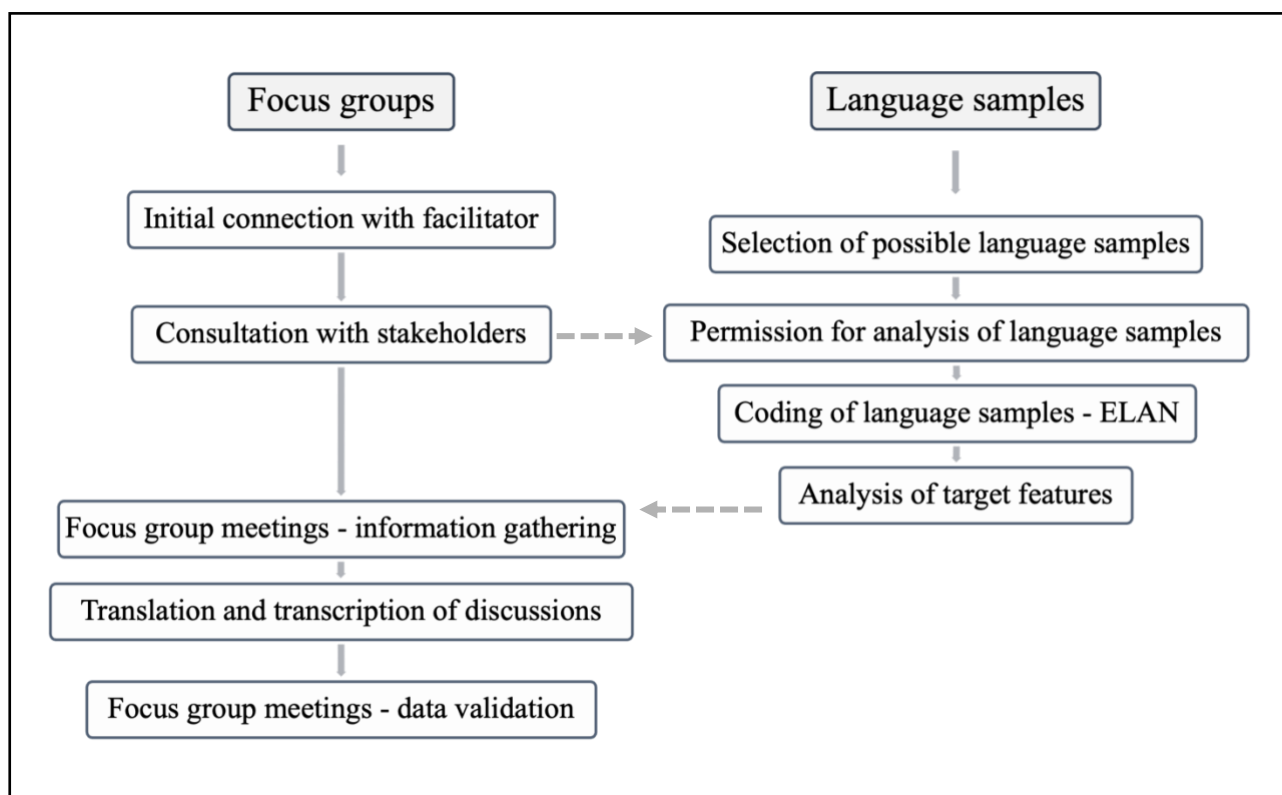 Focus groups
Initial connection with facilitator
Consultation with stakeholders
Focus group meetings - information gathering
Translation and transcription of discussions
Focus group meetings - data validation
Language samples
Selection of possible language samples
Permission for analysis of language samples
Coding of language samples - ELAN
Analysis of target features